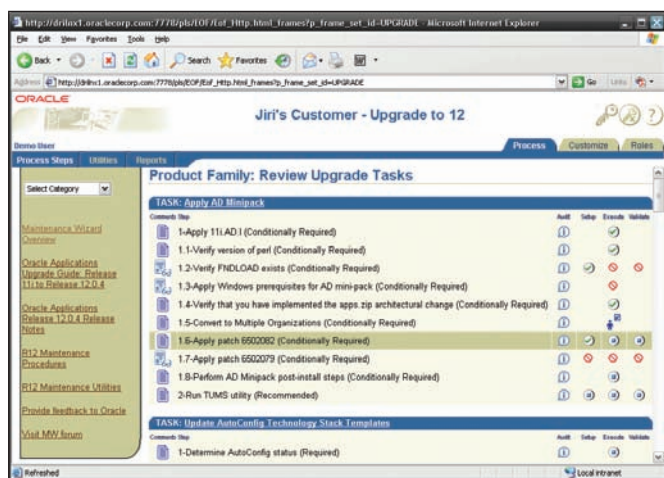 http://drilnx1.oraclecorp.com:7778/pls/EOF/Eof_Http.html_frames?p_frame_set_id=UPGRADE - Microsoft Internet Explorer
File Edit View Favorites Tools Help
Back Search Favorites
Address http://drilnx1.oraclecorp.com:7778/pls/EOF/Eof_Http.html_frames?p_frame_set_id=UPGRADE Go Links
ORACLE
Jiri's Customer - Upgrade to 12
Demo User
Process Customize Roles
Process Steps Utilities Reports
Select Category
Maintenance Wizard
Overview
Oracle Applications
Upgrade Guide: Release
11i to Release 12.0.4
Oracle Applications
Release 12.0.4 Release
Notes
R12 Maintenance
Procedures
R12 Maintenance Utilities
Provide feedback to Oracle
Visit MW forum
Product Family: Review Upgrade Tasks
TASK: Apply AD Minipack
Comments Step Audit Setup Execute Validate
1-Apply 11i.AD.I (Conditionally Required)
1.1-Verify version of perl (Conditionally Required)
1.2-Verify FNDLOAD exists (Conditionally Required)
1.3-Apply Windows prerequisites for AD mini-pack (Conditionally Required)
1.4-Verify that you have implemented the apps.zip architectural change (Conditionally Required)
1.5-Convert to Multiple Organizations (Conditionally Required)
1.6-Apply patch 6502082 (Conditionally Required)
1.7-Apply patch 6502079 (Conditionally Required)
1.8-Perform AD Minipack post-install steps (Conditionally Required)
2-Run TUMS utility (Recommended)
TASK: Update AutoConfig Technology Stack Templates
Comments Step Audit Setup Execute Validate
1-Determine AutoConfig status (Required)
Refreshed Local intranet